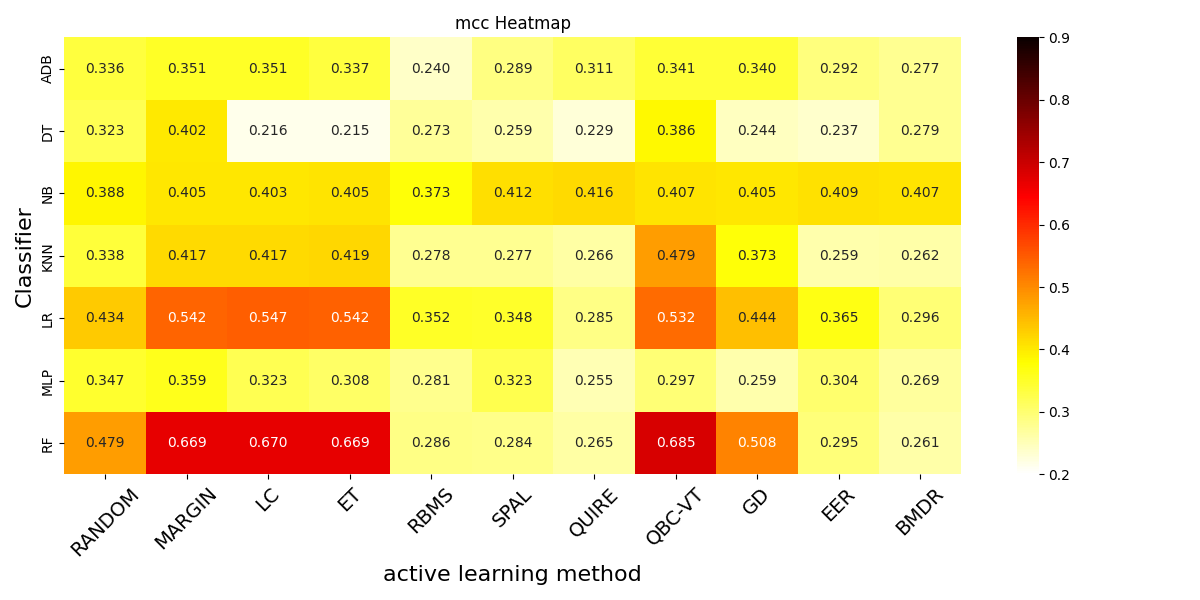 mcc Heatmap
ADB 0.336 0.351 0.351 0.337 0.240 0.289 0.311 0.341 0.340 0.292 0.277
DT 0.323 0.402 0.216 0.215 0.273 0.259 0.229 0.386 0.244 0.237 0.279
NB 0.388 0.405 0.403 0.405 0.373 0.412 0.416 0.407 0.405 0.409 0.407
KNN 0.338 0.417 0.417 0.419 0.278 0.277 0.266 0.479 0.373 0.259 0.262
LR 0.434 0.542 0.547 0.542 0.352 0.348 0.285 0.532 0.444 0.365 0.296
MLP 0.347 0.359 0.323 0.308 0.281 0.323 0.255 0.297 0.259 0.304 0.269
RF 0.479 0.669 0.670 0.669 0.286 0.284 0.265 0.685 0.508 0.295 0.261
Classifier
RANDOM MARGIN LC ET RBMS SPAL QUIRE QBC-VT GD EER BMDR
active learning method
0.9
0.8
0.7
0.6
0.5
0.4
0.3
0.2